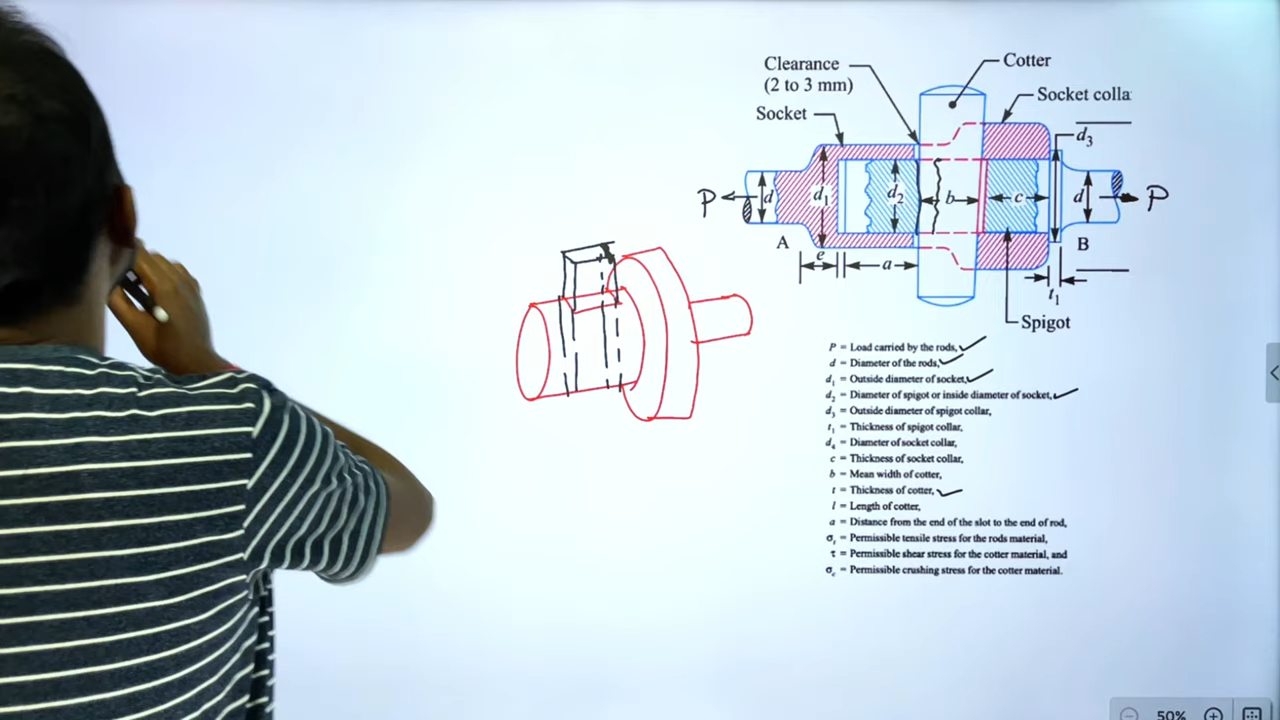 Clearance
(2 to 3 mm)
Cotter
Socket colla
Socket
d₃
P
d
d₁
d₂
b
c
d
P
A
B
e
a
t₁
Spigot
P = Load carried by the rods,
d = Diameter of the rods,
d₁ = Outside diameter of socket,
d₂ = Diameter of spigot or inside diameter of socket,
d₃ = Outside diameter of spigot collar,
t₁ = Thickness of spigot collar,
d₄ = Diameter of socket collar,
c = Thickness of socket collar,
b = Mean width of cotter,
t = Thickness of cotter,
l = Length of cotter,
a = Distance from the end of the slot to the end of rod,
σₜ = Permissible tensile stress for the rods material,
τ = Permissible shear stress for the cotter material, and
σ꜀ = Permissible crushing stress for the cotter material.
50%